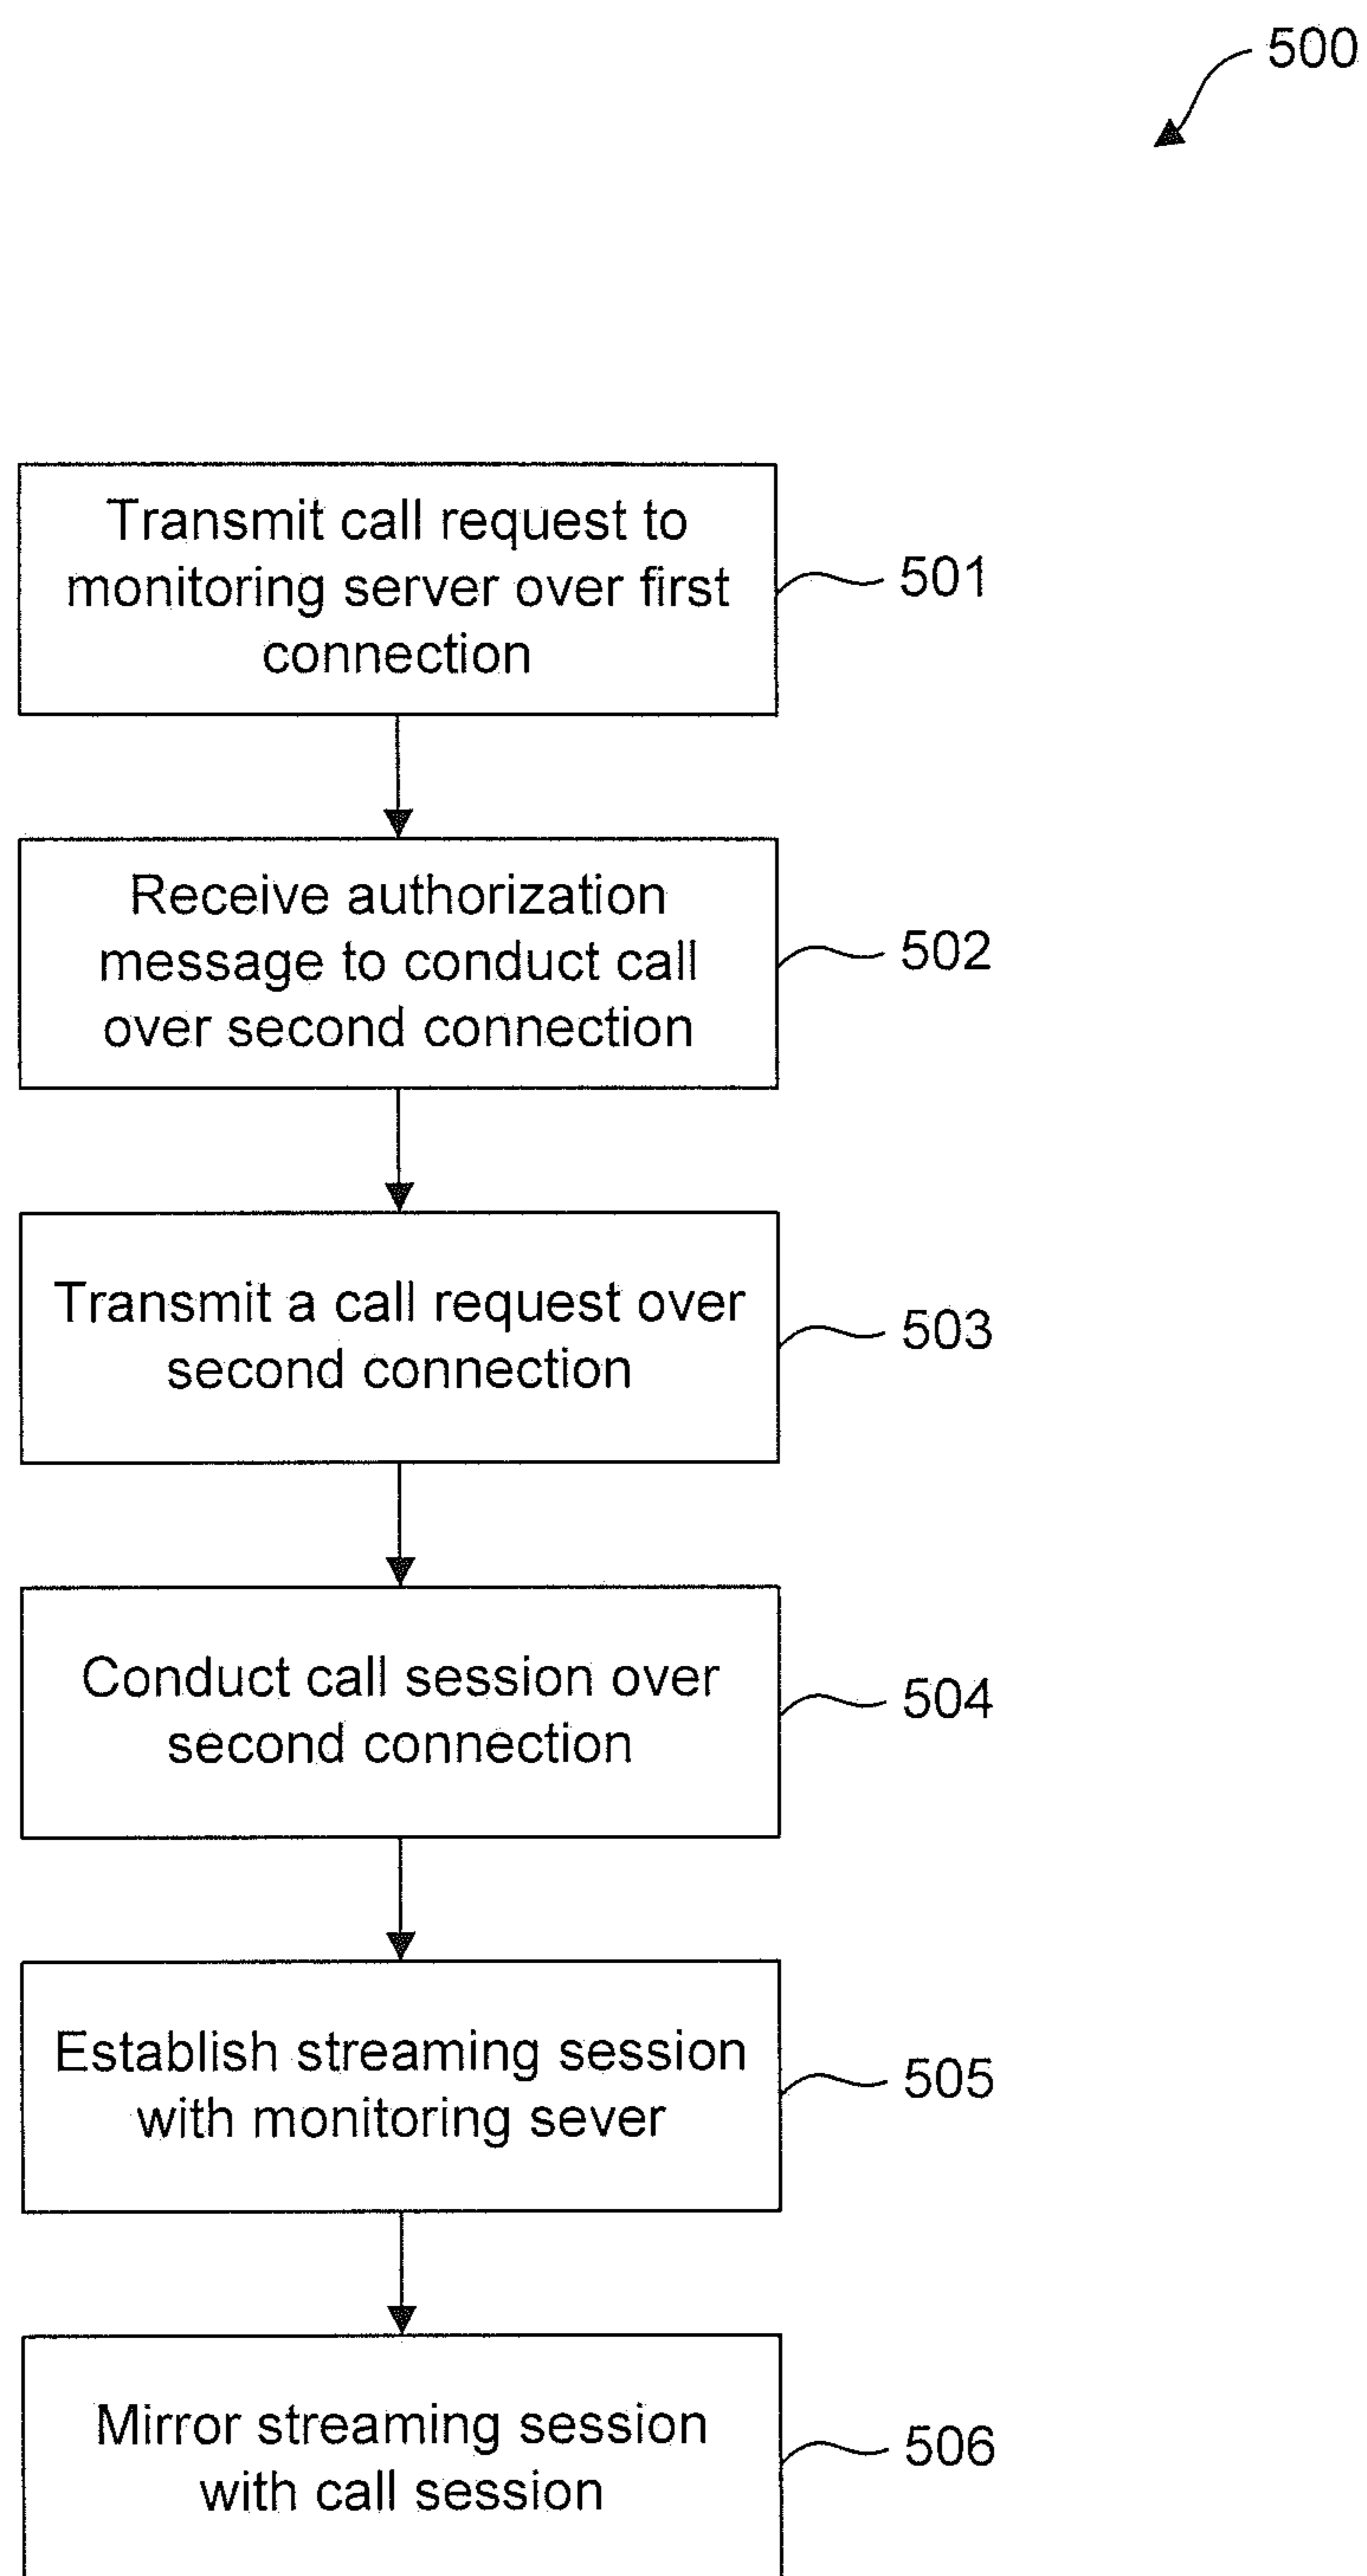 500
Transmit call request to
monitoring server over first
connection
501
Receive authorization
message to conduct call
over second connection
502
Transmit a call request over
second connection
503
Conduct call session over
second connection
504
Establish streaming session
with monitoring sever
505
Mirror streaming session
with call session
506